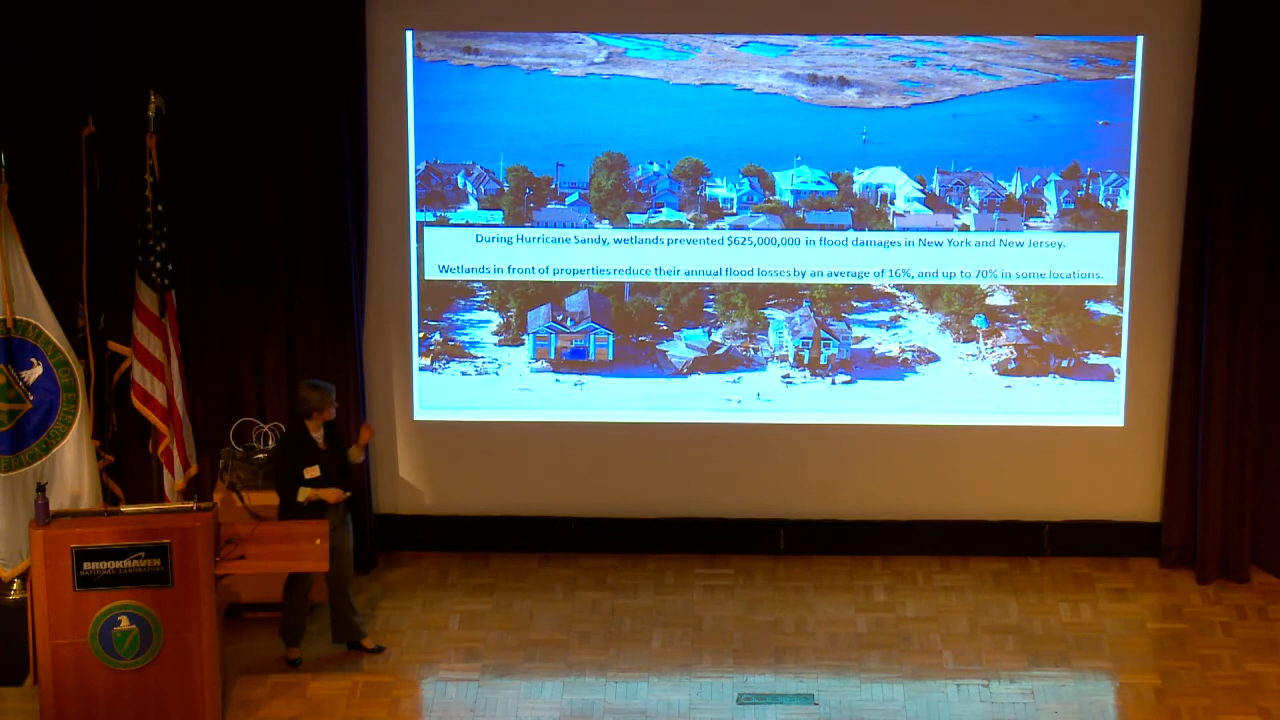 During Hurricane Sandy, wetlands prevented $625,000,000 in flood damages in New York and New Jersey.
Wetlands in front of properties reduce their annual flood losses by an average of 16%, and up to 70% in some locations.
BROOKHAVEN
NATIONAL LABORATORY
OF ENERGY